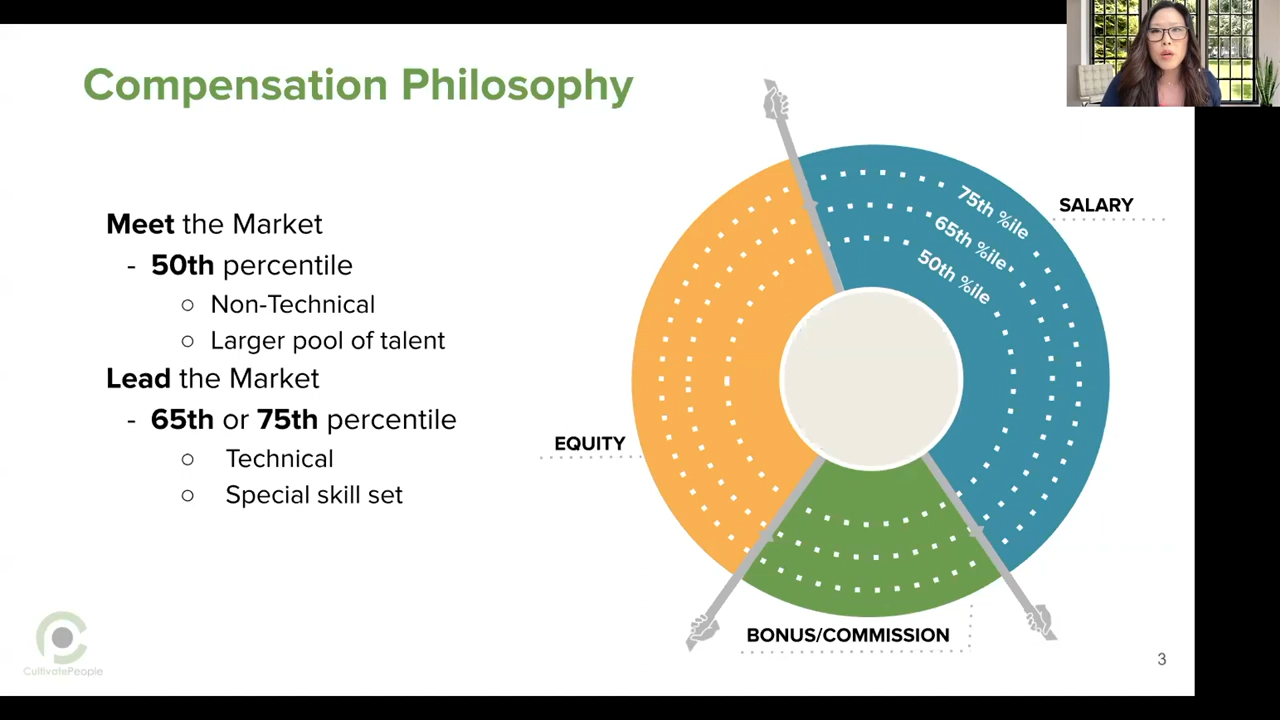 Compensation Philosophy
Meet the Market
- 50th percentile
○ Non-Technical
○ Larger pool of talent
Lead the Market
- 65th or 75th percentile
○ Technical
○ Special skill set
75th %ile
65th %ile
50th %ile
SALARY
EQUITY
BONUS/COMMISSION
CultivatePeople
3